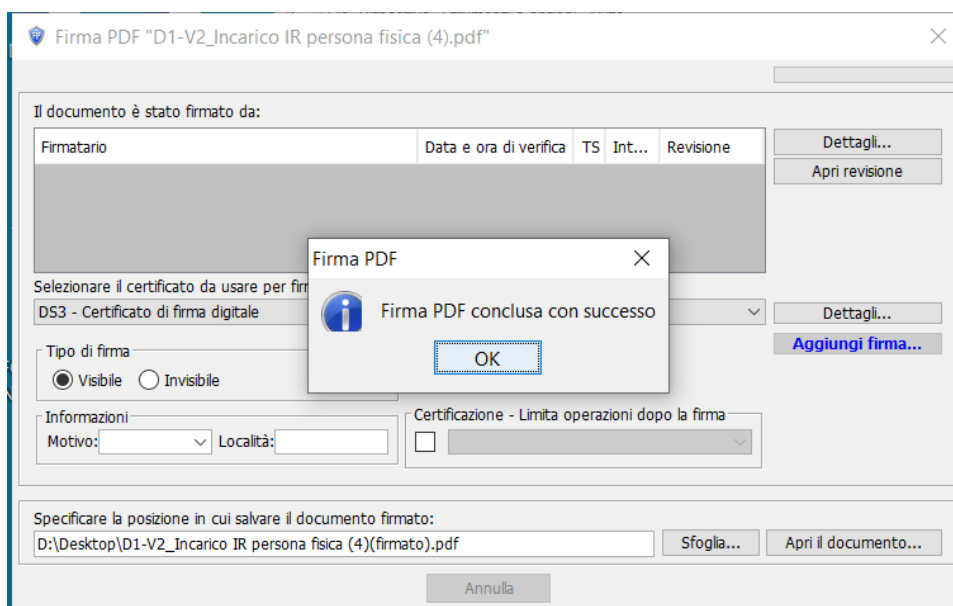 Firma PDF "D1-V2_Incarico IR persona fisica (4).pdf"
Il documento è stato firmato da:
Firmatario Data e ora di verifica TS Int... Revisione
Dettagli...
Apri revisione
Firma PDF
Selezionare il certificato da usare per
DS3 - Certificato di firma digitale
Firma PDF conclusa con successo
Dettagli...
Aggiungi firma...
OK
Tipo di firma
Visibile Invisibile
Informazioni
Motivo: Località:
Certificazione - Limita operazioni dopo la firma
Specificare la posizione in cui salvare il documento firmato:
D:\Desktop\D1-V2_Incarico IR persona fisica (4)(firmato).pdf
Sfoglia...
Apri il documento...
Annulla